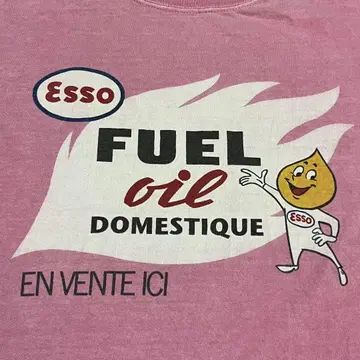 Esso
FUEL
oil
DOMESTIQUE
ESSO
EN VENTE ICI